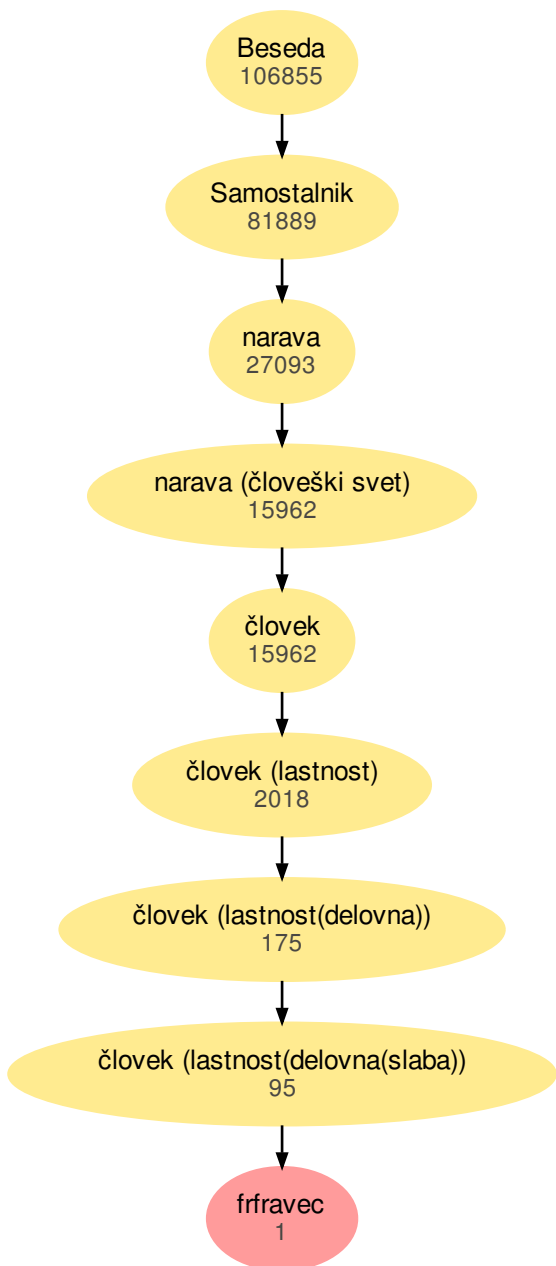 Beseda
106855
Samostalnik
81889
narava
27093
narava (človeški svet)
15962
človek
15962
človek (lastnost)
2018
človek (lastnost(delovna))
175
človek (lastnost(delovna(slaba))
95
frfravec
1